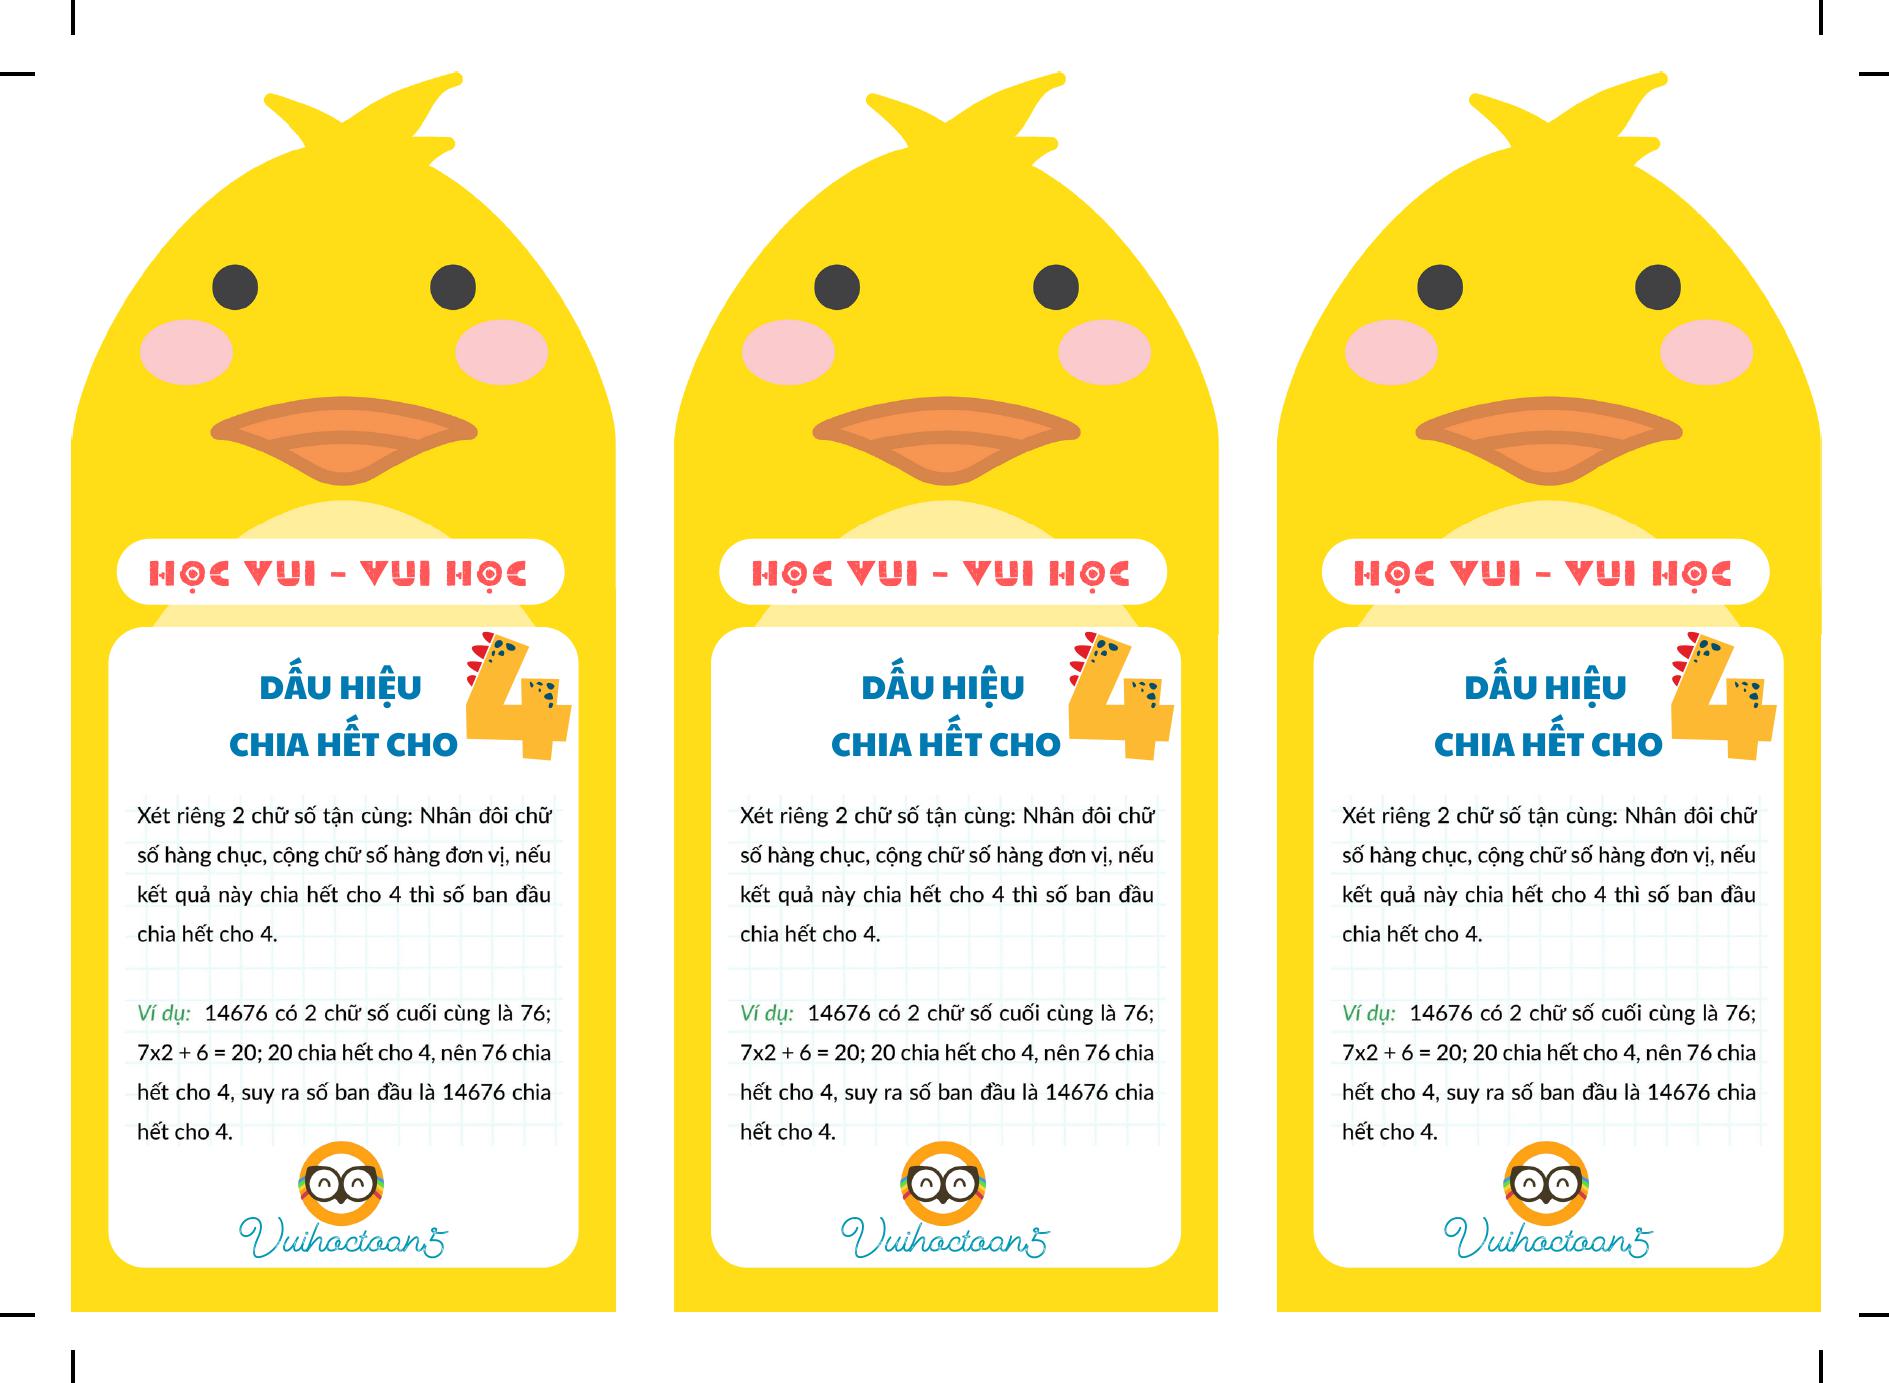 HỌC VUI - VUI HỌC
DẤU HIỆU
CHIA HẾT CHO 4
Xét riêng 2 chữ số tận cùng: Nhân đôi chữ
số hàng chục, cộng chữ số hàng đơn vị, nếu
kết quả này chia hết cho 4 thì số ban đầu
chia hết cho 4.
Ví dụ: 14676 có 2 chữ số cuối cùng là 76;
7x2 + 6 = 20; 20 chia hết cho 4, nên 76 chia
hết cho 4, suy ra số ban đầu là 14676 chia
hết cho 4.
Vuihoctoan5
HỌC VUI - VUI HỌC
DẤU HIỆU
CHIA HẾT CHO 4
Xét riêng 2 chữ số tận cùng: Nhân đôi chữ
số hàng chục, cộng chữ số hàng đơn vị, nếu
kết quả này chia hết cho 4 thì số ban đầu
chia hết cho 4.
Ví dụ: 14676 có 2 chữ số cuối cùng là 76;
7x2 + 6 = 20; 20 chia hết cho 4, nên 76 chia
hết cho 4, suy ra số ban đầu là 14676 chia
hết cho 4.
Vuihoctoan5
HỌC VUI - VUI HỌC
DẤU HIỆU
CHIA HẾT CHO 4
Xét riêng 2 chữ số tận cùng: Nhân đôi chữ
số hàng chục, cộng chữ số hàng đơn vị, nếu
kết quả này chia hết cho 4 thì số ban đầu
chia hết cho 4.
Ví dụ: 14676 có 2 chữ số cuối cùng là 76;
7x2 + 6 = 20; 20 chia hết cho 4, nên 76 chia
hết cho 4, suy ra số ban đầu là 14676 chia
hết cho 4.
Vuihoctoan5